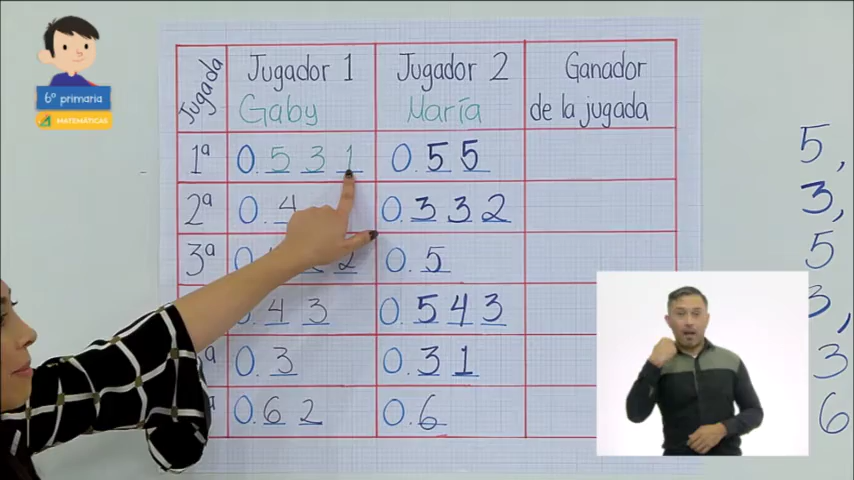 6º primaria
MATEMÁTICAS
Jugada Jugador 1 Jugador 2 Ganador
Gaby María de la jugada
1ª 0.531 0.55
2ª 0.4 0.332
3ª 0. 2 0.5
0.43 0.543
ª 0.3 0.31
ª 0.62 0.6
5,
3,
5
3,
3
6